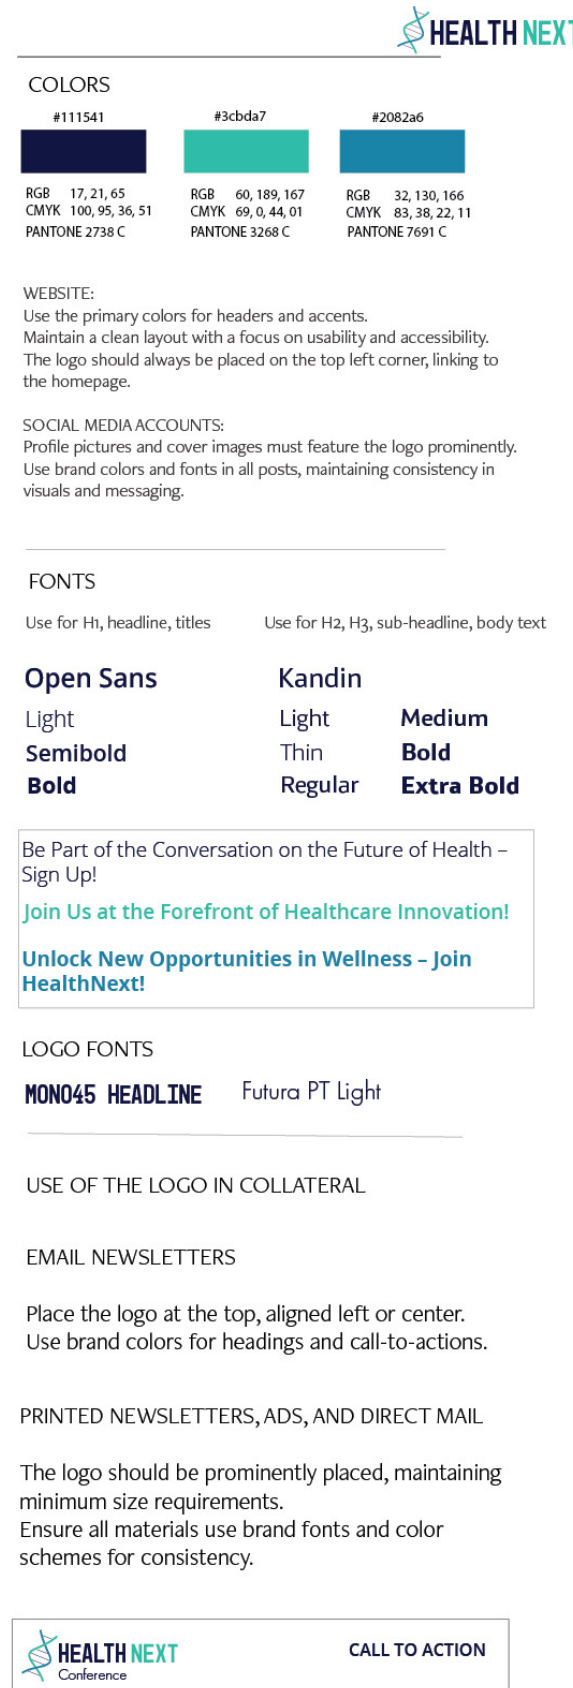 HEALTH NEXT
COLORS
#111541
#3cbda7
#2082a6
RGB 17, 21, 65
CMYK 100, 95, 36, 51
PANTONE 2738 C
RGB 60, 189, 167
CMYK 69, 0, 44, 01
PANTONE 3268 C
RGB 32, 130, 166
CMYK 83, 38, 22, 11
PANTONE 7691 C
WEBSITE:
Use the primary colors for headers and accents.
Maintain a clean layout with a focus on usability and accessibility.
The logo should always be placed on the top left corner, linking to
the homepage.
SOCIAL MEDIA ACCOUNTS:
Profile pictures and cover images must feature the logo prominently.
Use brand colors and fonts in all posts, maintaining consistency in
visuals and messaging.
FONTS
Use for H1, headline, titles
Use for H2, H3, sub-headline, body text
Open Sans
Light
Semibold
Bold
Kandin
Light
Thin
Regular
Medium
Bold
Extra Bold
Be Part of the Conversation on the Future of Health –
Sign Up!
Join Us at the Forefront of Healthcare Innovation!
Unlock New Opportunities in Wellness – Join
HealthNext!
LOGO FONTS
MONO45 HEADLINE
Futura PT Light
USE OF THE LOGO IN COLLATERAL
EMAIL NEWSLETTERS
Place the logo at the top, aligned left or center.
Use brand colors for headings and call-to-actions.
PRINTED NEWSLETTERS, ADS, AND DIRECT MAIL
The logo should be prominently placed, maintaining
minimum size requirements.
Ensure all materials use brand fonts and color
schemes for consistency.
HEALTH NEXT
Conference
CALL TO ACTION